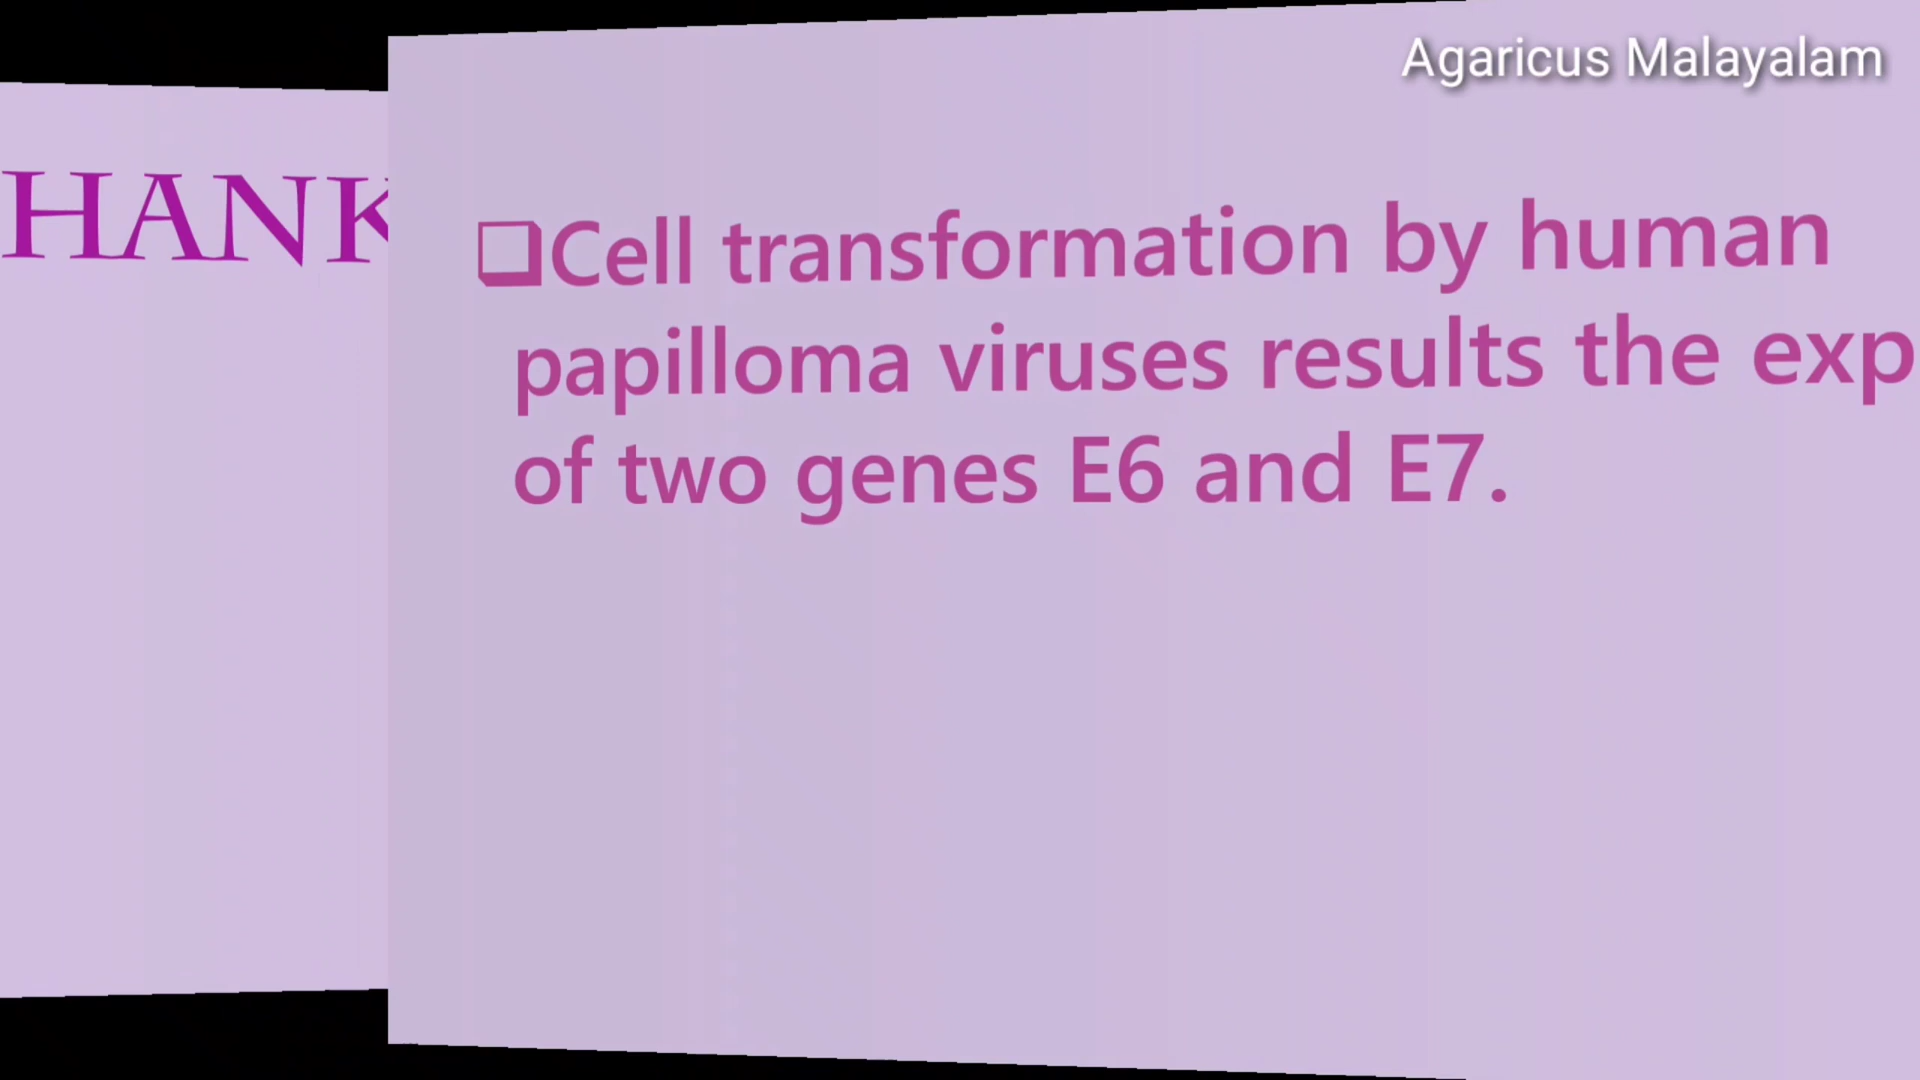 Agaricus Malayalam
HANK
❑Cell transformation by human
papilloma viruses results the exp
of two genes E6 and E7.